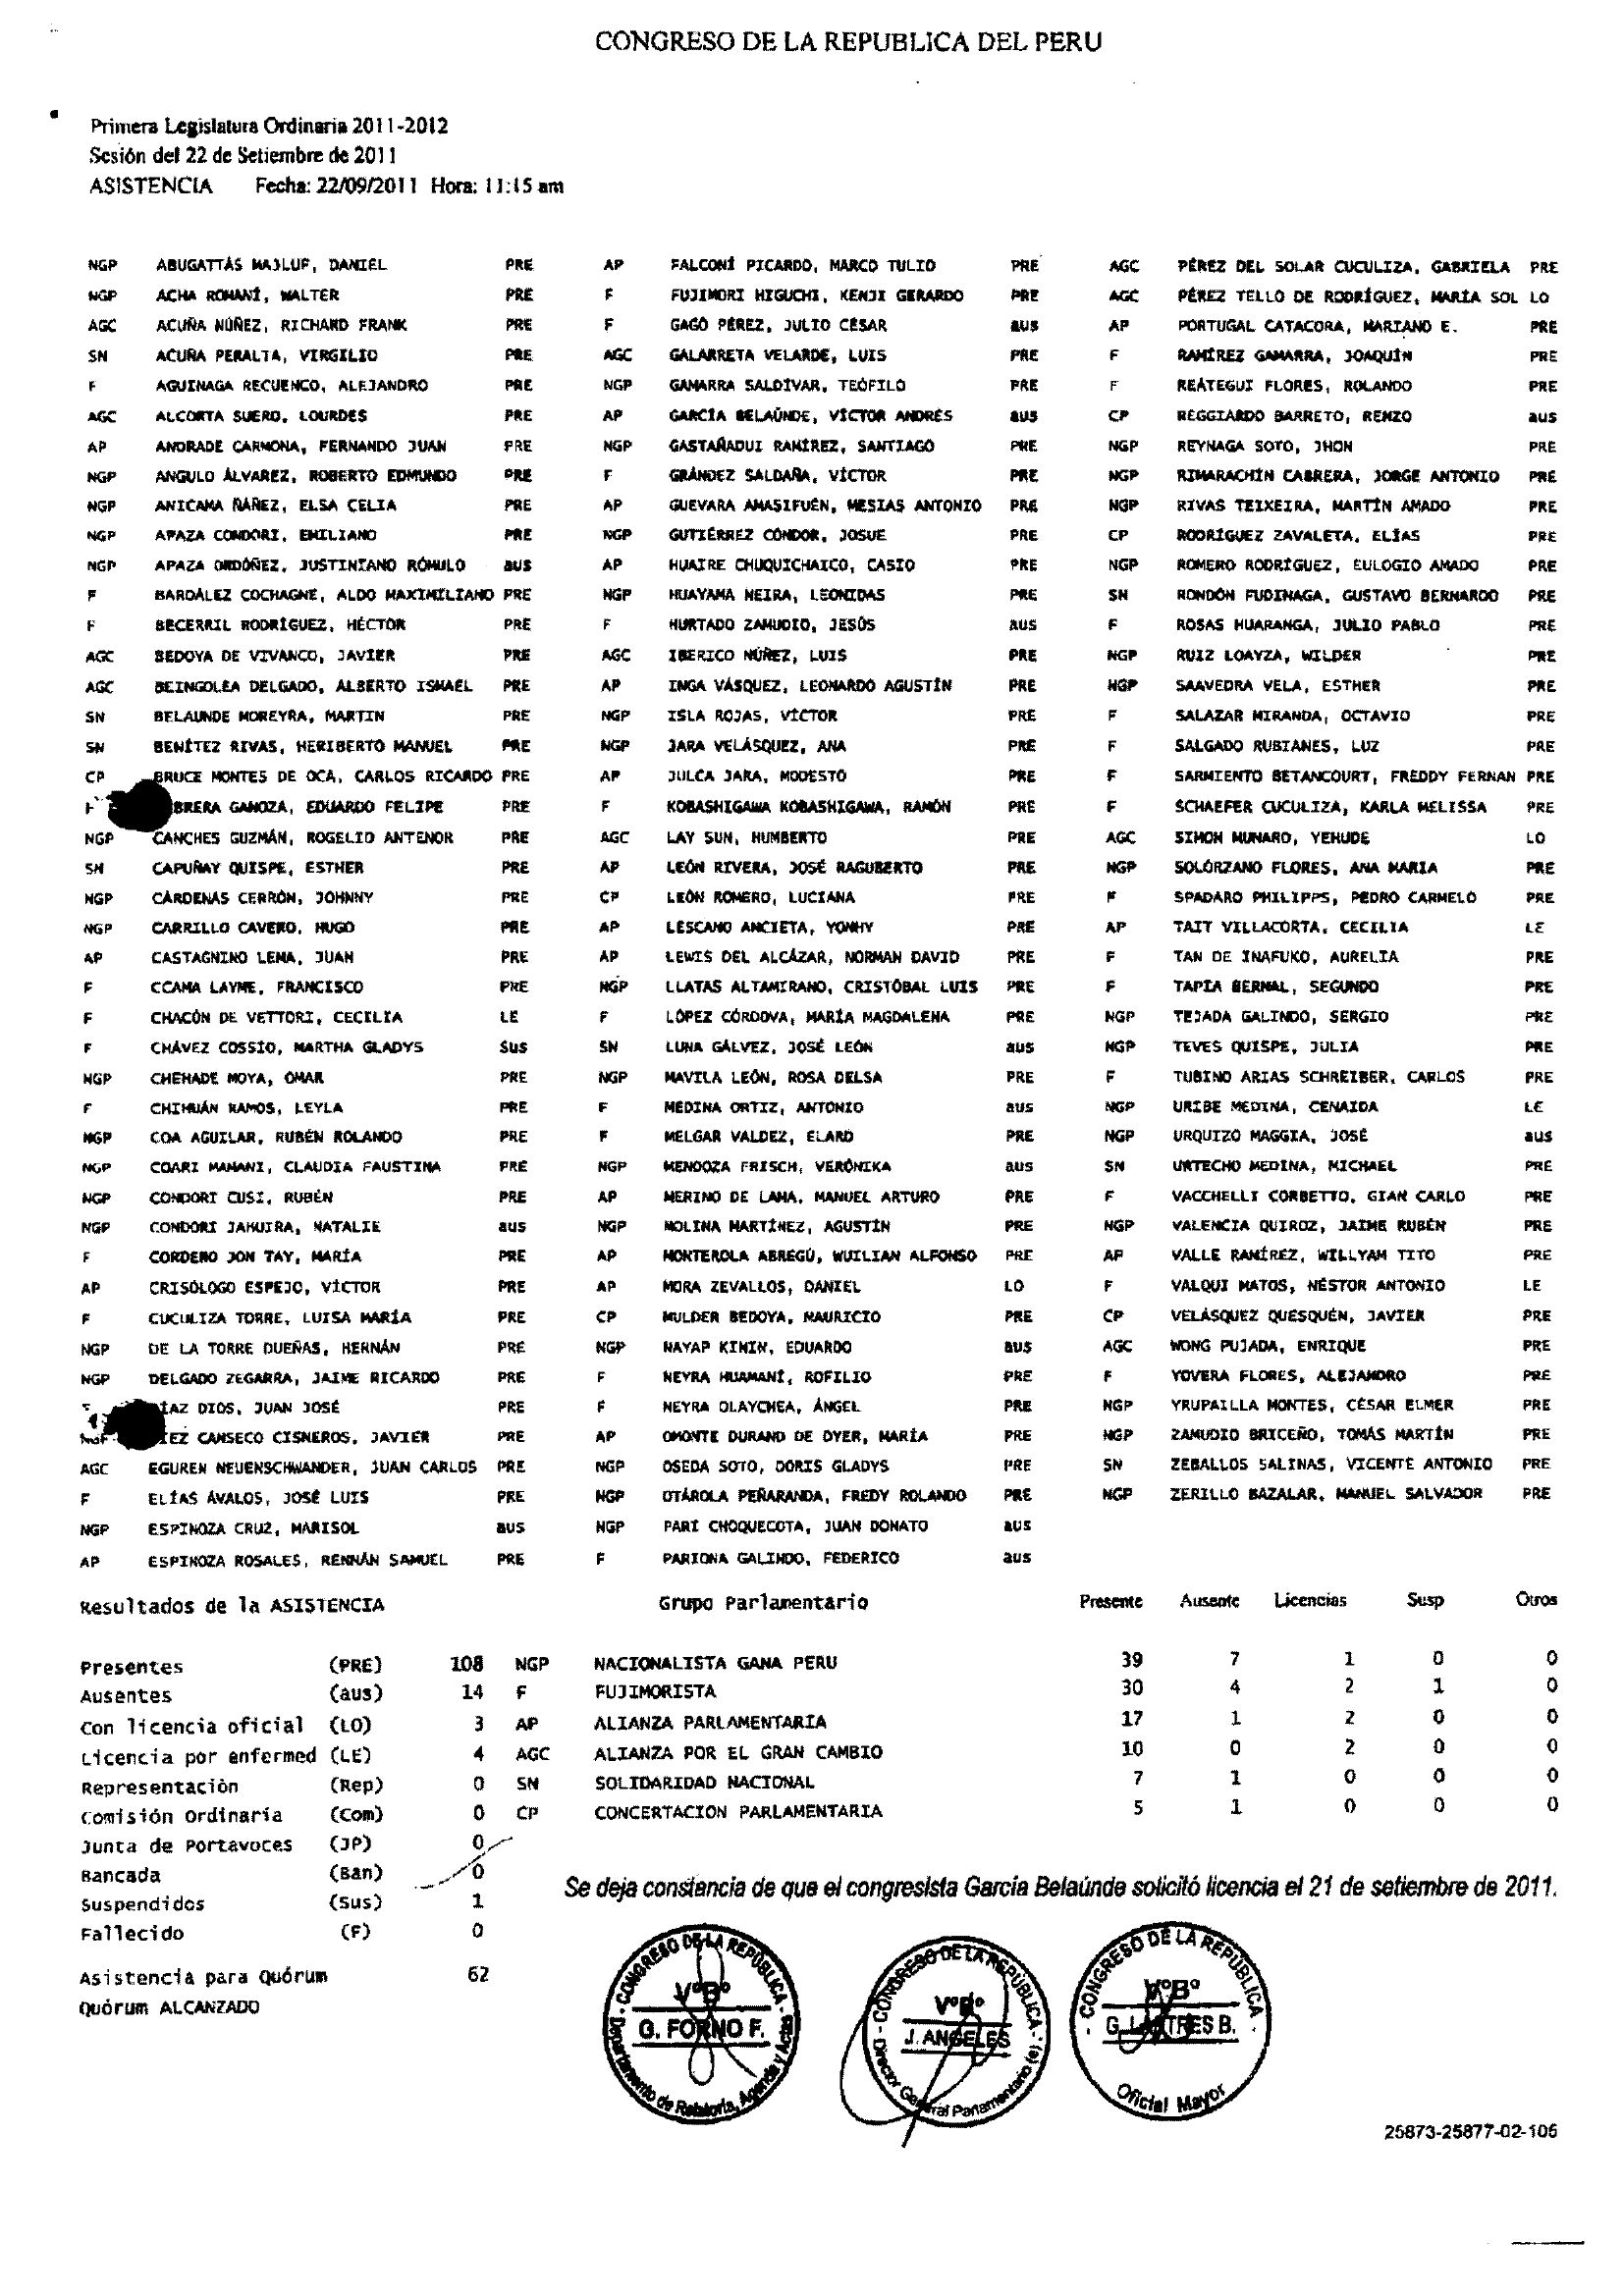 CONGRESO DE LA REPUBLICA DEL PERU
Primera Legislatura Ordinaria 2011-2012
Sesión del 22 de Setiembre de 2011
ASISTENCIA Fecha: 22/09/2011 Hora: 11:15 am
NGP ABUGATTÁS MAJLUF, DANIEL PRE
NGP ACHA ROMANÍ, WALTER PRE
AGC ACUÑA NÚÑEZ, RICHARD FRANK PRE
SN ACUÑA PERALTA, VIRGILIO PRE
F AGUINAGA RECUENCO, ALEJANDRO PRE
AGC ALCORTA SUERO, LOURDES PRE
AP ANDRADE CARMONA, FERNANDO JUAN PRE
NGP ANGULO ÁLVAREZ, ROBERTO EDMUNDO PRE
NGP ANICAMA ÑÁÑEZ, ELSA CELIA PRE
NGP APAZA CONDORI, EMILIANO PRE
NGP APAZA ORDÓÑEZ, JUSTINIANO RÓMULO aus
F BARDÁLEZ COCHAGNE, ALDO MAXIMILIANO PRE
F BECERRIL RODRÍGUEZ, HÉCTOR PRE
AGC BEDOYA DE VIVANCO, JAVIER PRE
AGC BEINGOLEA DELGADO, ALBERTO ISMAEL PRE
SN BELAUNDE MOREYRA, MARTIN PRE
SN BENÍTEZ RIVAS, HERIBERTO MANUEL PRE
CP BRUCE MONTES DE OCA, CARLOS RICARDO PRE
F BRERA GANOZA, EDUARDO FELIPE PRE
NGP CANCHES GUZMÁN, ROGELIO ANTENOR PRE
SN CAPUÑAY QUISPE, ESTHER PRE
NGP CÁRDENAS CERRÓN, JOHNNY PRE
NGP CARRILLO CAVERO, HUGO PRE
AP CASTAGNINO LEMA, JUAN PRE
F CCAMA LAYME, FRANCISCO PRE
F CHACÓN DE VETTORI, CECILIA LE
F CHÁVEZ COSSÍO, MARTHA GLADYS Sus
NGP CHEHADE MOYA, OMAR PRE
F CHIHUÁN RAMOS, LEYLA PRE
NGP COA AGUILAR, RUBÉN ROLANDO PRE
NGP COARI MAMANI, CLAUDIA FAUSTINA PRE
NGP CONDORI CUSI, RUBÉN PRE
NGP CONDORI JAHUIRA, NATALIE aus
F CORDERO JON TAY, MARÍA PRE
AP CRISÓLOGO ESPEJO, VÍCTOR PRE
F CUCULIZA TORRE, LUISA MARÍA PRE
NGP DE LA TORRE DUEÑAS, HERNÁN PRE
NGP DELGADO ZEGARRA, JAIME RICARDO PRE
ÍAZ DIOS, JUAN JOSÉ PRE
NGP IEZ CANSECO CISNEROS, JAVIER PRE
AGC EGUREN NEUENSCHWANDER, JUAN CARLOS PRE
F ELÍAS ÁVALOS, JOSÉ LUIS PRE
NGP ESPINOZA CRUZ, MARISOL aus
AP ESPINOZA ROSALES, RENNÁN SAMUEL PRE
AP FALCONÍ PICARDO, MARCO TULIO PRE
F FUJIMORI HIGUCHI, KENJI GERARDO PRE
F GAGÓ PÉREZ, JULIO CÉSAR aus
AGC GALARRETA VELARDE, LUIS PRE
NGP GAMARRA SALDÍVAR, TEÓFILO PRE
AP GARCÍA BELAÚNDE, VÍCTOR ANDRÉS aus
NGP GASTAÑADUI RAMÍREZ, SANTIAGO PRE
F GRÁNDEZ SALDAÑA, VÍCTOR PRE
AP GUEVARA AMASIFUÉN, MESIAS ANTONIO PRE
NGP GUTIÉRREZ CÓNDOR, JOSUE PRE
AP HUAIRE CHUQUICHAICO, CASIO PRE
NGP HUAYAMA NEIRA, LEONIDAS PRE
F HURTADO ZAMUDIO, JESÚS aus
AGC IBERICO NÚÑEZ, LUIS PRE
AP INGA VÁSQUEZ, LEONARDO AGUSTÍN PRE
NGP ISLA ROJAS, VÍCTOR PRE
NGP JARA VELÁSQUEZ, ANA PRE
AP JULCA JARA, MODESTO PRE
F KOBASHIGAWA KOBASHIGAWA, RAMÓN PRE
AGC LAY SUN, HUMBERTO PRE
AP LEÓN RIVERA, JOSÉ RAGUBERTO PRE
CP LEÓN ROMERO, LUCIANA PRE
AP LESCANO ANCIETA, YONHY PRE
AP LEWIS DEL ALCÁZAR, NORMAN DAVID PRE
NGP LLATAS ALTAMIRANO, CRISTÓBAL LUIS PRE
F LÓPEZ CÓRDOVA, MARÍA MAGDALENA PRE
SN LUNA GÁLVEZ, JOSÉ LEÓN aus
NGP MAVILA LEÓN, ROSA DELSA PRE
F MEDINA ORTIZ, ANTONIO aus
F MELGAR VALDEZ, ELARD PRE
NGP MENDOZA FRISCH, VERÓNIKA aus
AP MERINO DE LAMA, MANUEL ARTURO PRE
NGP MOLINA MARTÍNEZ, AGUSTÍN PRE
AP MONTEROLA ABREGÚ, WUILIAN ALFONSO PRE
AP MORA ZEVALLOS, DANIEL LO
CP MULDER BEDOYA, MAURICIO PRE
NGP NAYAP KININ, EDUARDO aus
F NEYRA HUAMANÍ, ROFILIO PRE
F NEYRA OLAYCHEA, ÁNGEL PRE
AP OMONTE DURAND DE DYER, MARÍA PRE
NGP OSEDA SOTO, DORIS GLADYS PRE
NGP OTÁROLA PEÑARANDA, FREDY ROLANDO PRE
NGP PARI CHOQUECOTA, JUAN DONATO aus
F PARIONA GALINDO, FEDERICO aus
AGC PÉREZ DEL SOLAR CUCULIZA, GABRIELA PRE
AGC PÉREZ TELLO DE RODRÍGUEZ, MARÍA SOL LO
AP PORTUGAL CATACORA, MARIANO E. PRE
F RAMÍREZ GAMARRA, JOAQUÍN PRE
F REÁTEGUI FLORES, ROLANDO PRE
CP REGGIARDO BARRETO, RENZO aus
NGP REYNAGA SOTO, JHON PRE
NGP RIMARACHÍN CABRERA, JORGE ANTONIO PRE
NGP RIVAS TEIXEIRA, MARTÍN AMADO PRE
CP RODRÍGUEZ ZAVALETA, ELÍAS PRE
NGP ROMERO RODRÍGUEZ, EULOGIO AMADO PRE
SN RONDÓN FUDINAGA, GUSTAVO BERNARDO PRE
F ROSAS HUARANGA, JULIO PABLO PRE
NGP RUIZ LOAYZA, WILDER PRE
NGP SAAVEDRA VELA, ESTHER PRE
F SALAZAR MIRANDA, OCTAVIO PRE
F SALGADO RUBIANES, LUZ PRE
F SARMIENTO BETANCOURT, FREDDY FERNAN PRE
F SCHAEFER CUCULIZA, KARLA MELISSA PRE
AGC SIMON MUNARO, YEHUDE LO
NGP SOLÓRZANO FLORES, ANA MARIA PRE
F SPADARO PHILIPPS, PEDRO CARMELO PRE
AP TAIT VILLACORTA, CECILIA LE
F TAN DE INAFUKO, AURELIA PRE
F TAPIA BERNAL, SEGUNDO PRE
NGP TEJADA GALINDO, SERGIO PRE
NGP TEVES QUISPE, JULIA PRE
F TUBINO ARIAS SCHREIBER, CARLOS PRE
NGP URIBE MEDINA, CENAIDA LE
NGP URQUIZO MAGGIA, JOSÉ aus
SN URTECHO MEDINA, MICHAEL PRE
F VACCHELLI CORBETTO, GIAN CARLO PRE
NGP VALENCIA QUIROZ, JAIME RUBÉN PRE
AP VALLE RAMÍREZ, WILLYAM TITO PRE
F VALQUI MATOS, NÉSTOR ANTONIO LE
CP VELÁSQUEZ QUESQUÉN, JAVIER PRE
AGC WONG PUJADA, ENRIQUE PRE
F YOVERA FLORES, ALEJANDRO PRE
NGP YRUPAILLA MONTES, CÉSAR ELMER PRE
NGP ZAMUDIO BRICEÑO, TOMÁS MARTÍN PRE
SN ZEBALLOS SALINAS, VICENTE ANTONIO PRE
NGP ZERILLO BAZALAR, MANUEL SALVADOR PRE
Resultados de la ASISTENCIA
Presentes (PRE) 108
Ausentes (aus) 14
Con licencia oficial (LO) 3
Licencia por enfermed (LE) 4
Representación (Rep) 0
Comisión Ordinaria (Com) 0
Junta de Portavoces (JP) 0
Bancada (Ban) 0
Suspendidos (Sus) 1
Fallecido (F) 0
Asistencia para Quórum 62
Quórum ALCANZADO
Grupo Parlamentario Presente Ausente Licencias Susp Otros
NGP NACIONALISTA GANA PERU 39 7 1 0 0
F FUJIMORISTA 30 4 2 1 0
AP ALIANZA PARLAMENTARIA 17 1 2 0 0
AGC ALIANZA POR EL GRAN CAMBIO 10 0 2 0 0
SN SOLIDARIDAD NACIONAL 7 1 0 0 0
CP CONCERTACION PARLAMENTARIA 5 1 0 0 0
Se deja constancia de que el congresista García Belaúnde solicitó licencia el 21 de setiembre de 2011.
CONGRESO DE LA REPÚBLICA
VºBº
G. FORNO F.
Departamento de Relatoría, Agenda y Actas
CONGRESO DE LA REPÚBLICA
VºBº
J. ANGELES
Director General Parlamentario (e)
CONGRESO DE LA REPÚBLICA
VºBº
G. B.
Oficial Mayor
25873-25877-02-106